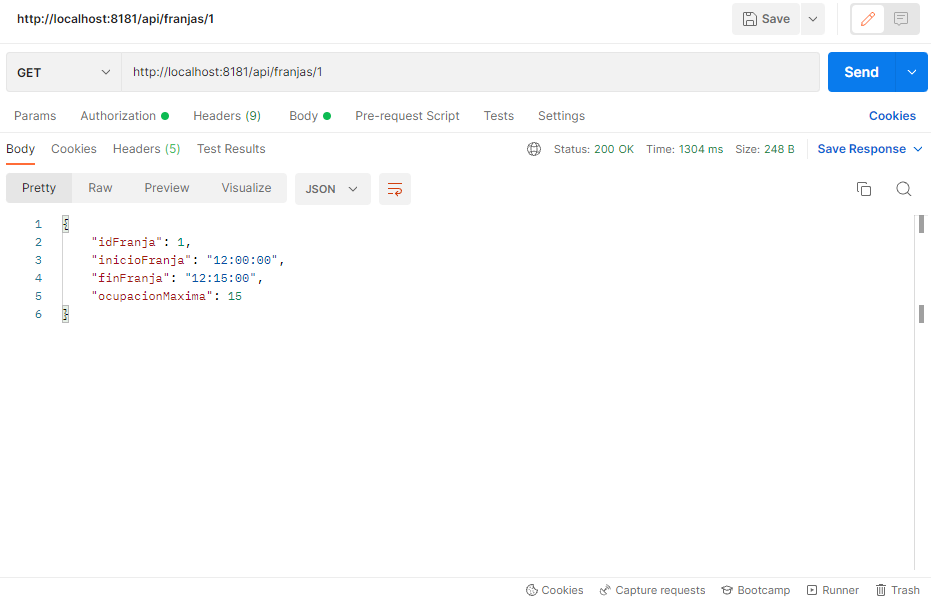 http://localhost:8181/api/franjas/1 Save
GET http://localhost:8181/api/franjas/1 Send
Params Authorization Headers (9) Body Pre-request Script Tests Settings Cookies
Body Cookies Headers (5) Test Results Status: 200 OK Time: 1304 ms Size: 248 B Save Response
Pretty Raw Preview Visualize JSON
1 {
2 "idFranja": 1,
3 "inicioFranja": "12:00:00",
4 "finFranja": "12:15:00",
5 "ocupacionMaxima": 15
6 }
Cookies Capture requests Bootcamp Runner Trash